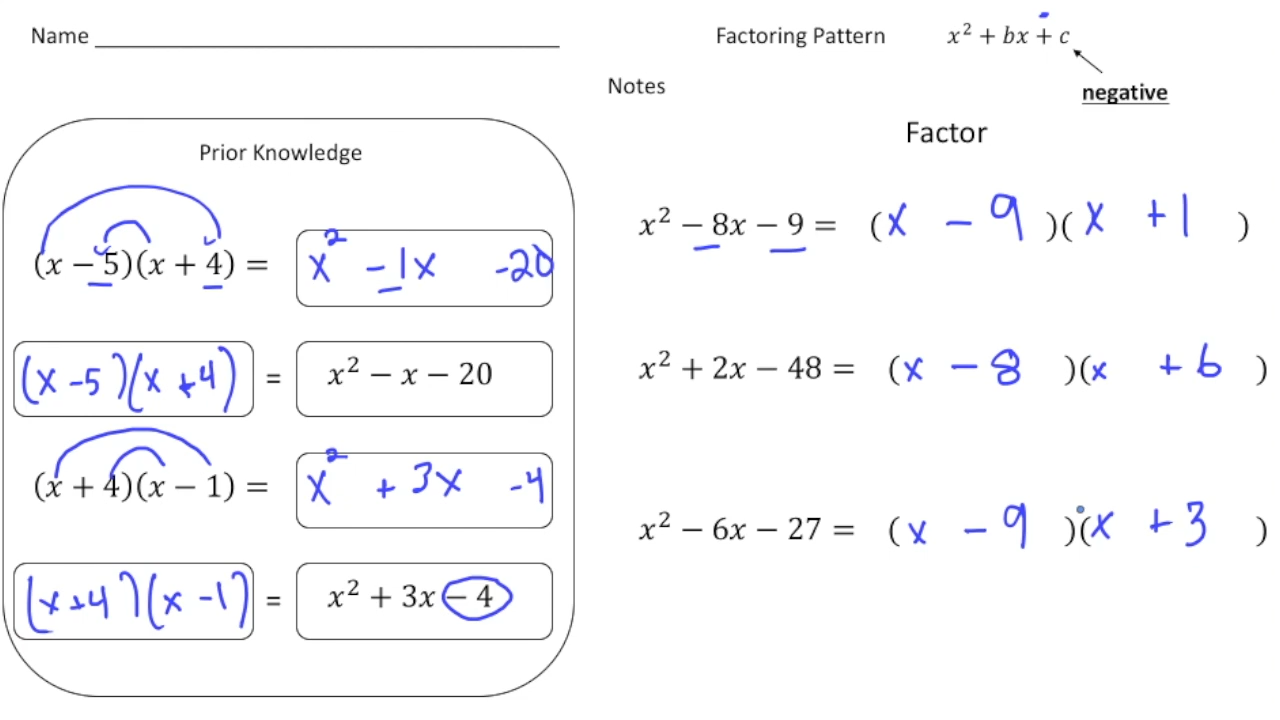 Name
Factoring Pattern x² + bx + c
negative
Notes
Prior Knowledge
(x − 5)(x + 4) = x² − 1x − 20
(x − 5)(x + 4) = x² − x − 20
(x + 4)(x − 1) = x² + 3x − 4
(x + 4)(x − 1) = x² + 3x − 4
Factor
x² − 8x − 9 = (x − 9)(x + 1)
x² + 2x − 48 = (x − 8)(x + 6)
x² − 6x − 27 = (x − 9)(x + 3)